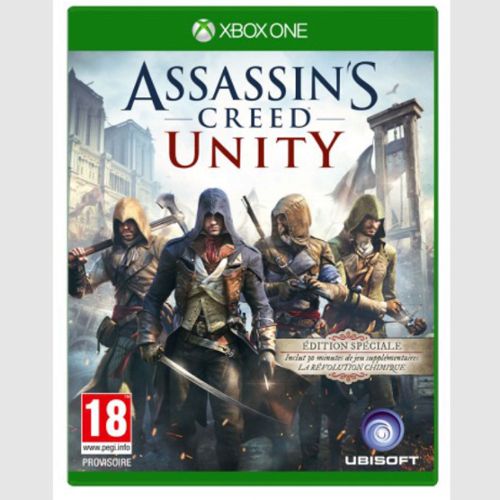 XBOX ONE
ASSASSIN'S
CREED
UNITY
ÉDITION SPÉCIALE
Inclut 30 minutes de jeu supplémentaires
LA RÉVOLUTION CHIMIQUE
18
www.pegi.info
PROVISOIRE
UBISOFT